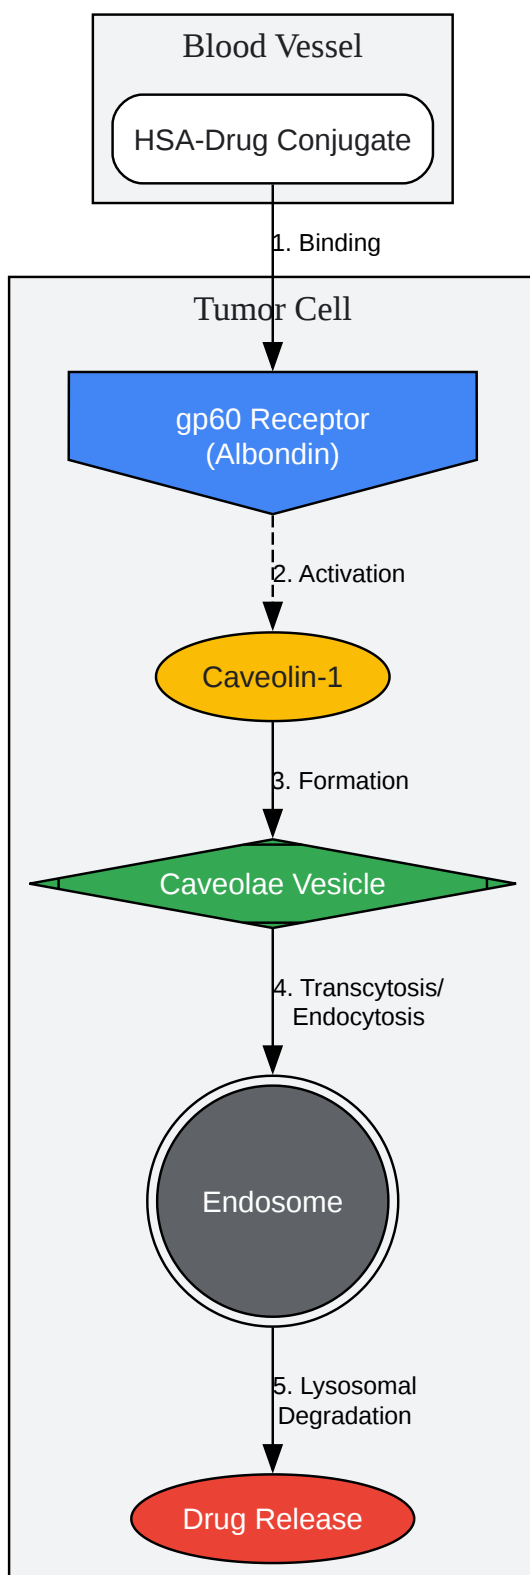 Blood Vessel
HSA-Drug Conjugate
1. Binding
Tumor Cell
gp60 Receptor
(Albondin)
2. Activation
Caveolin-1
3. Formation
Caveolae Vesicle
4. Transcytosis/
Endocytosis
Endosome
5. Lysosomal
Degradation
Drug Release